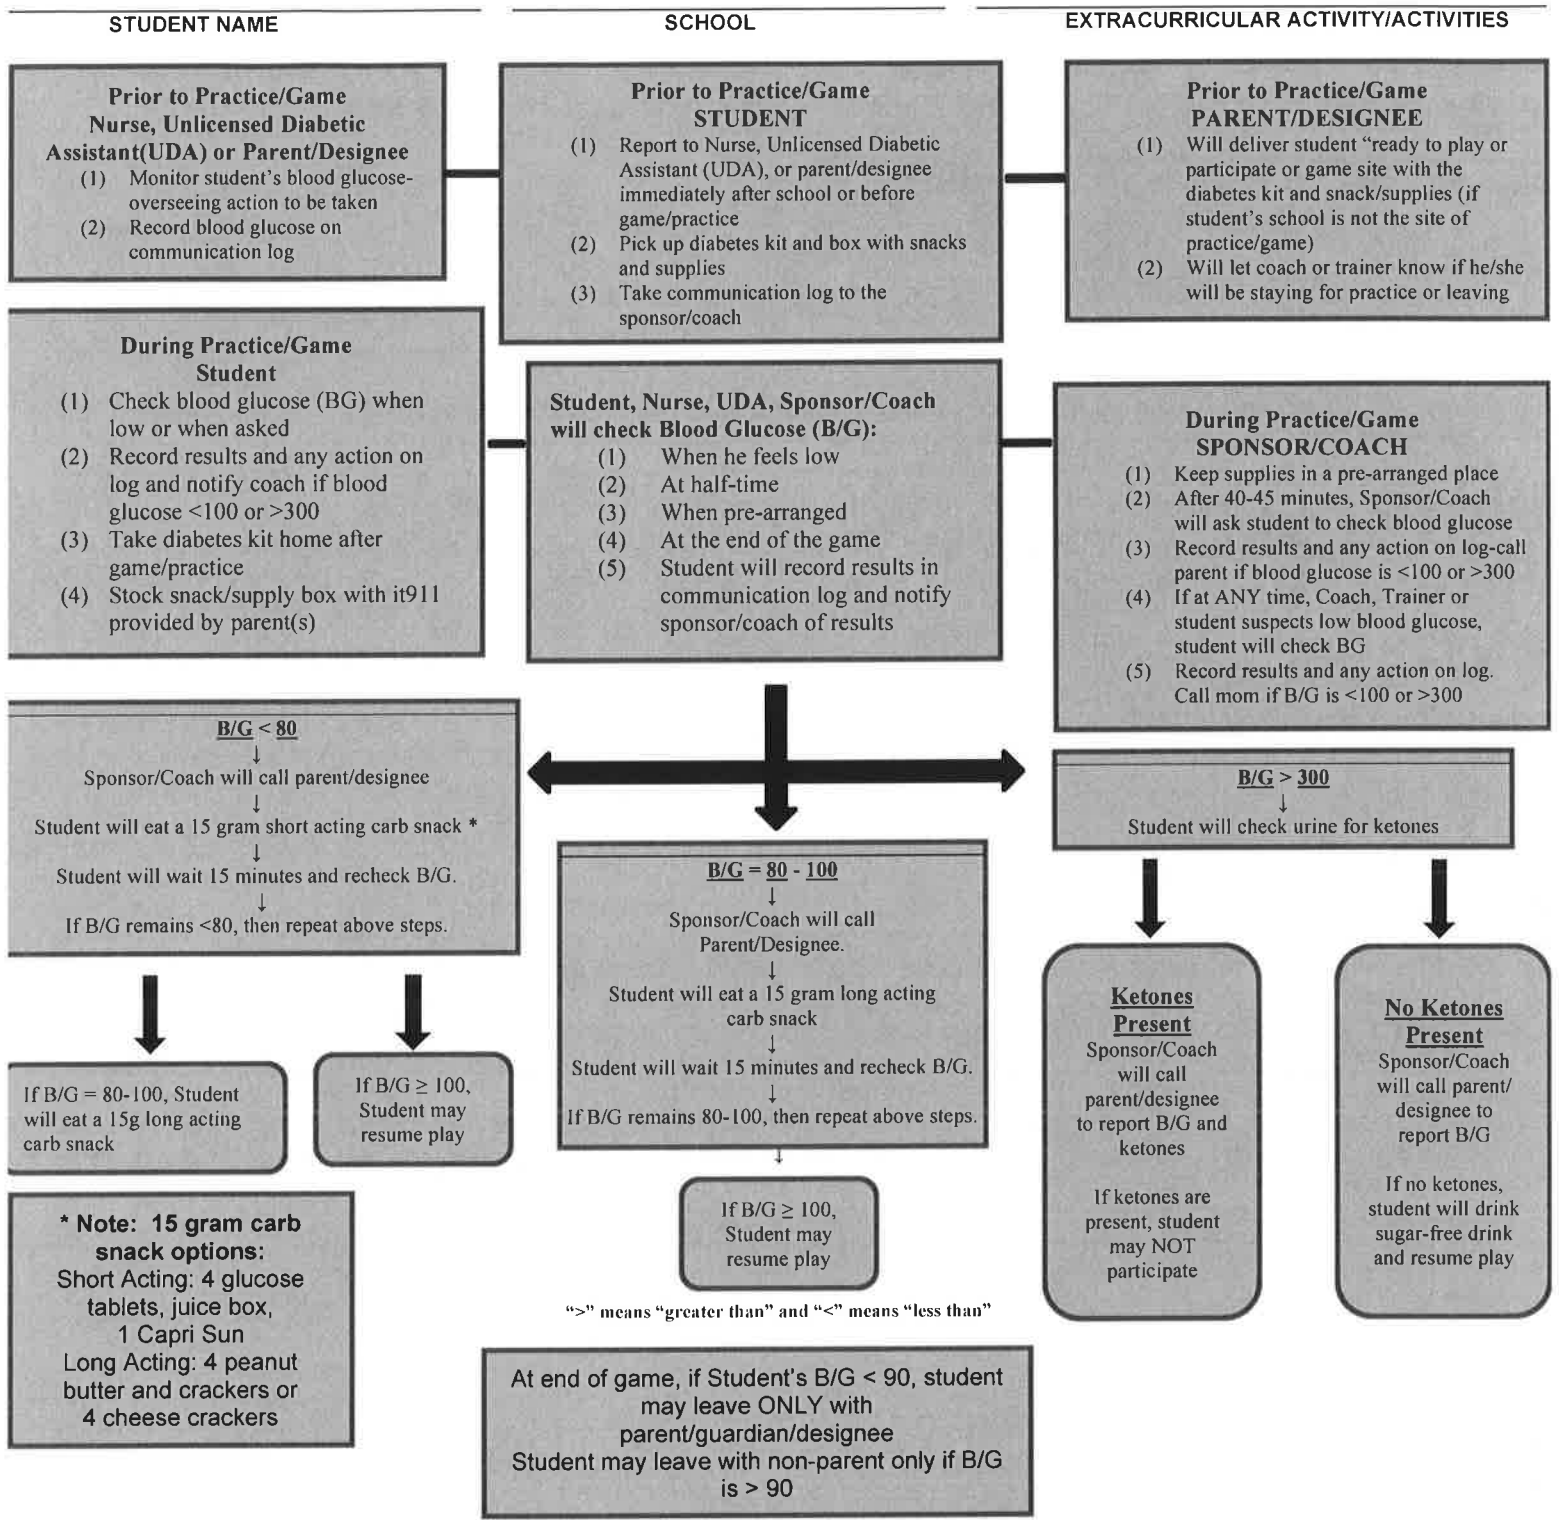 STUDENT NAME
SCHOOL
EXTRACURRICULAR ACTIVITY/ACTIVITIES
Prior to Practice/Game
Nurse, Unlicensed Diabetic
Assistant(UDA) or Parent/Designee
(1) Monitor student's blood glucose-
overseeing action to be taken
(2) Record blood glucose on
communication log
Prior to Practice/Game
STUDENT
(1) Report to Nurse, Unlicensed Diabetic
Assistant (UDA), or parent/designee
immediately after school or before
game/practice
(2) Pick up diabetes kit and box with snacks
and supplies
(3) Take communication log to the
sponsor/coach
Prior to Practice/Game
PARENT/DESIGNEE
(1) Will deliver student “ready to play or
participate or game site with the
diabetes kit and snack/supplies (if
student's school is not the site of
practice/game)
(2) Will let coach or trainer know if he/she
will be staying for practice or leaving
During Practice/Game
Student
(1) Check blood glucose (BG) when
low or when asked
(2) Record results and any action on
log and notify coach if blood
glucose <100 or >300
(3) Take diabetes kit home after
game/practice
(4) Stock snack/supply box with it911
provided by parent(s)
Student, Nurse, UDA, Sponsor/Coach
will check Blood Glucose (B/G):
(1) When he feels low
(2) At half-time
(3) When pre-arranged
(4) At the end of the game
(5) Student will record results in
communication log and notify
sponsor/coach of results
During Practice/Game
SPONSOR/COACH
(1) Keep supplies in a pre-arranged place
(2) After 40-45 minutes, Sponsor/Coach
will ask student to check blood glucose
(3) Record results and any action on log-call
parent if blood glucose is <100 or >300
(4) If at ANY time, Coach, Trainer or
student suspects low blood glucose,
student will check BG
(5) Record results and any action on log.
Call mom if B/G is <100 or >300
B/G < 80
↓
Sponsor/Coach will call parent/designee
↓
Student will eat a 15 gram short acting carb snack *
↓
Student will wait 15 minutes and recheck B/G.
↓
If B/G remains <80, then repeat above steps.
If B/G = 80-100, Student
will eat a 15g long acting
carb snack
If B/G ≥ 100,
Student may
resume play
B/G = 80 - 100
↓
Sponsor/Coach will call
Parent/Designee.
↓
Student will eat a 15 gram long acting
carb snack
↓
Student will wait 15 minutes and recheck B/G.
↓
If B/G remains 80-100, then repeat above steps.
↓
If B/G ≥ 100,
Student may
resume play
B/G > 300
↓
Student will check urine for ketones
Ketones
Present
Sponsor/Coach
will call
parent/designee
to report B/G and
ketones
If ketones are
present, student
may NOT
participate
No Ketones
Present
Sponsor/Coach
will call parent/
designee to
report B/G
If no ketones,
student will drink
sugar-free drink
and resume play
* Note: 15 gram carb
snack options:
Short Acting: 4 glucose
tablets, juice box,
1 Capri Sun
Long Acting: 4 peanut
butter and crackers or
4 cheese crackers
“>” means “greater than” and “<” means “less than”
At end of game, if Student's B/G < 90, student
may leave ONLY with
parent/guardian/designee
Student may leave with non-parent only if B/G
is > 90